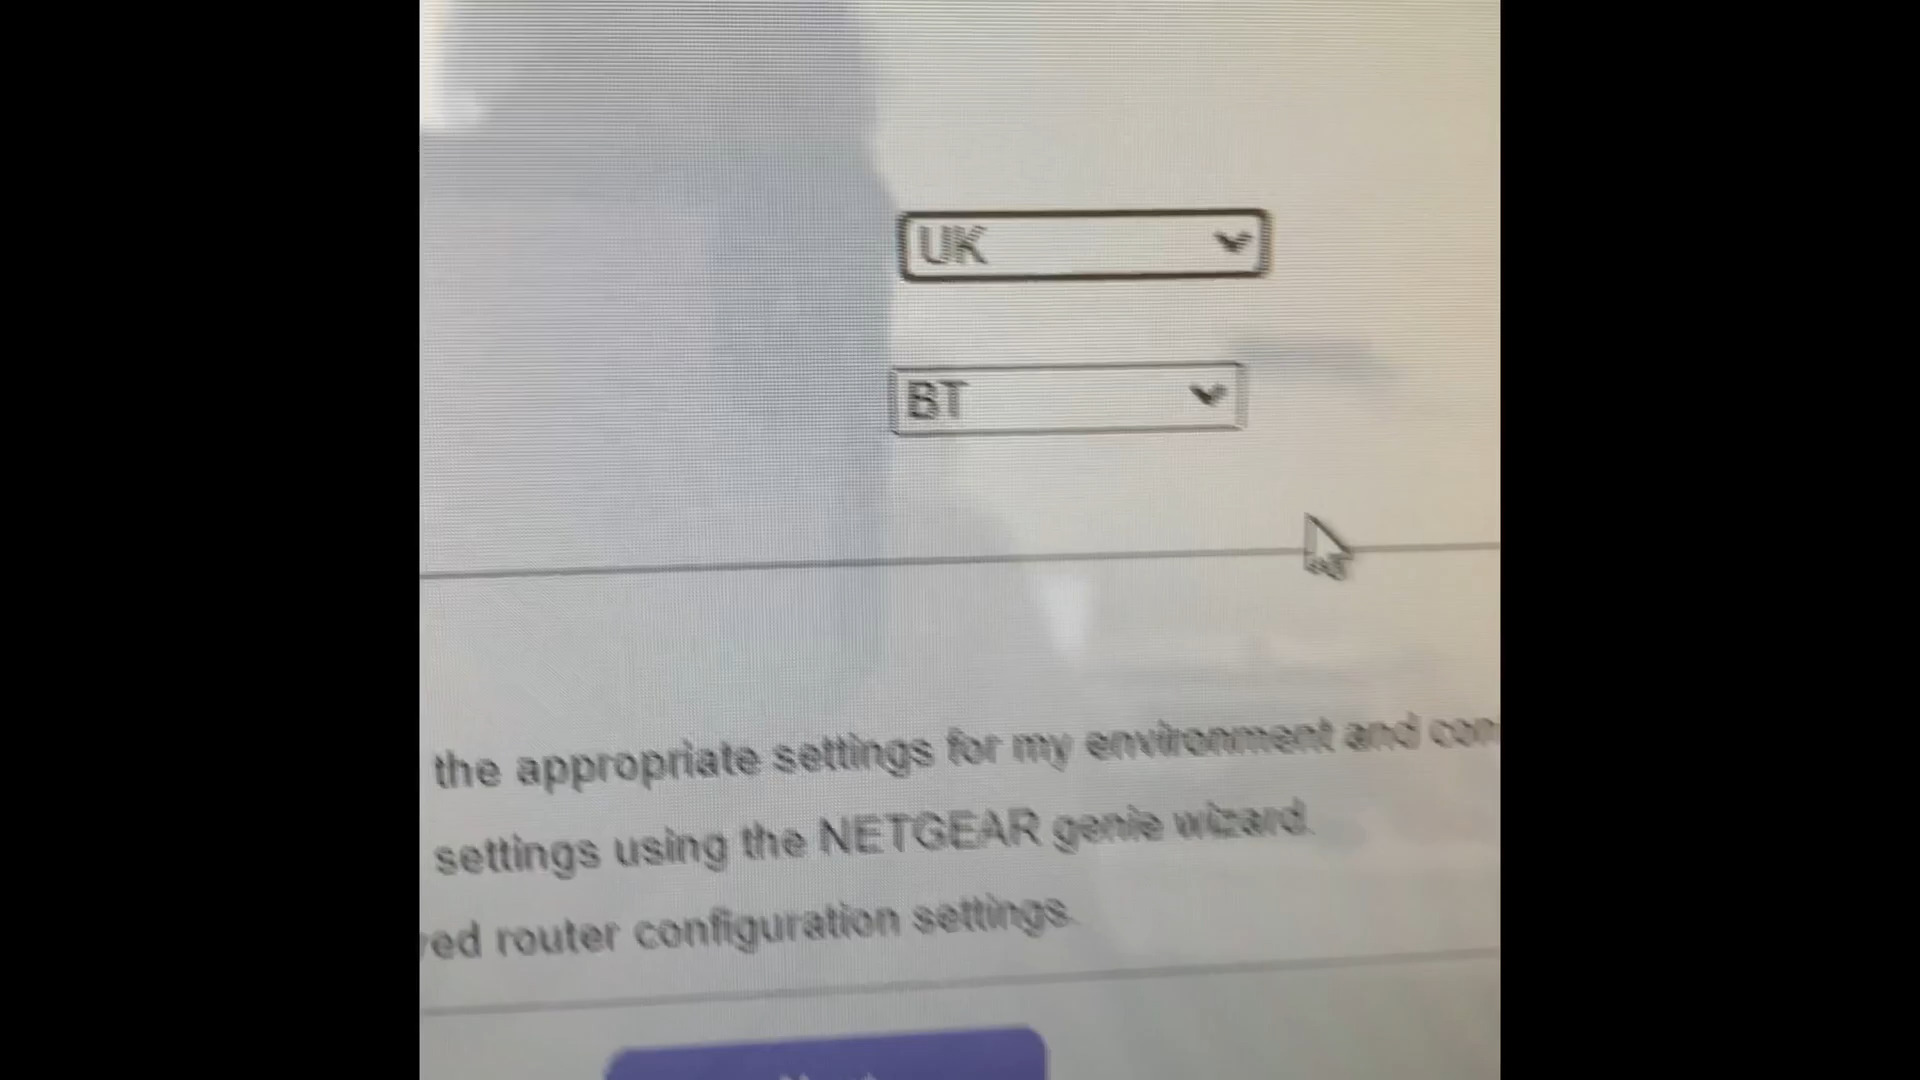 UK
BT
the appropriate settings for my environment and
settings using the NETGEAR genie wizard.
router configuration settings.